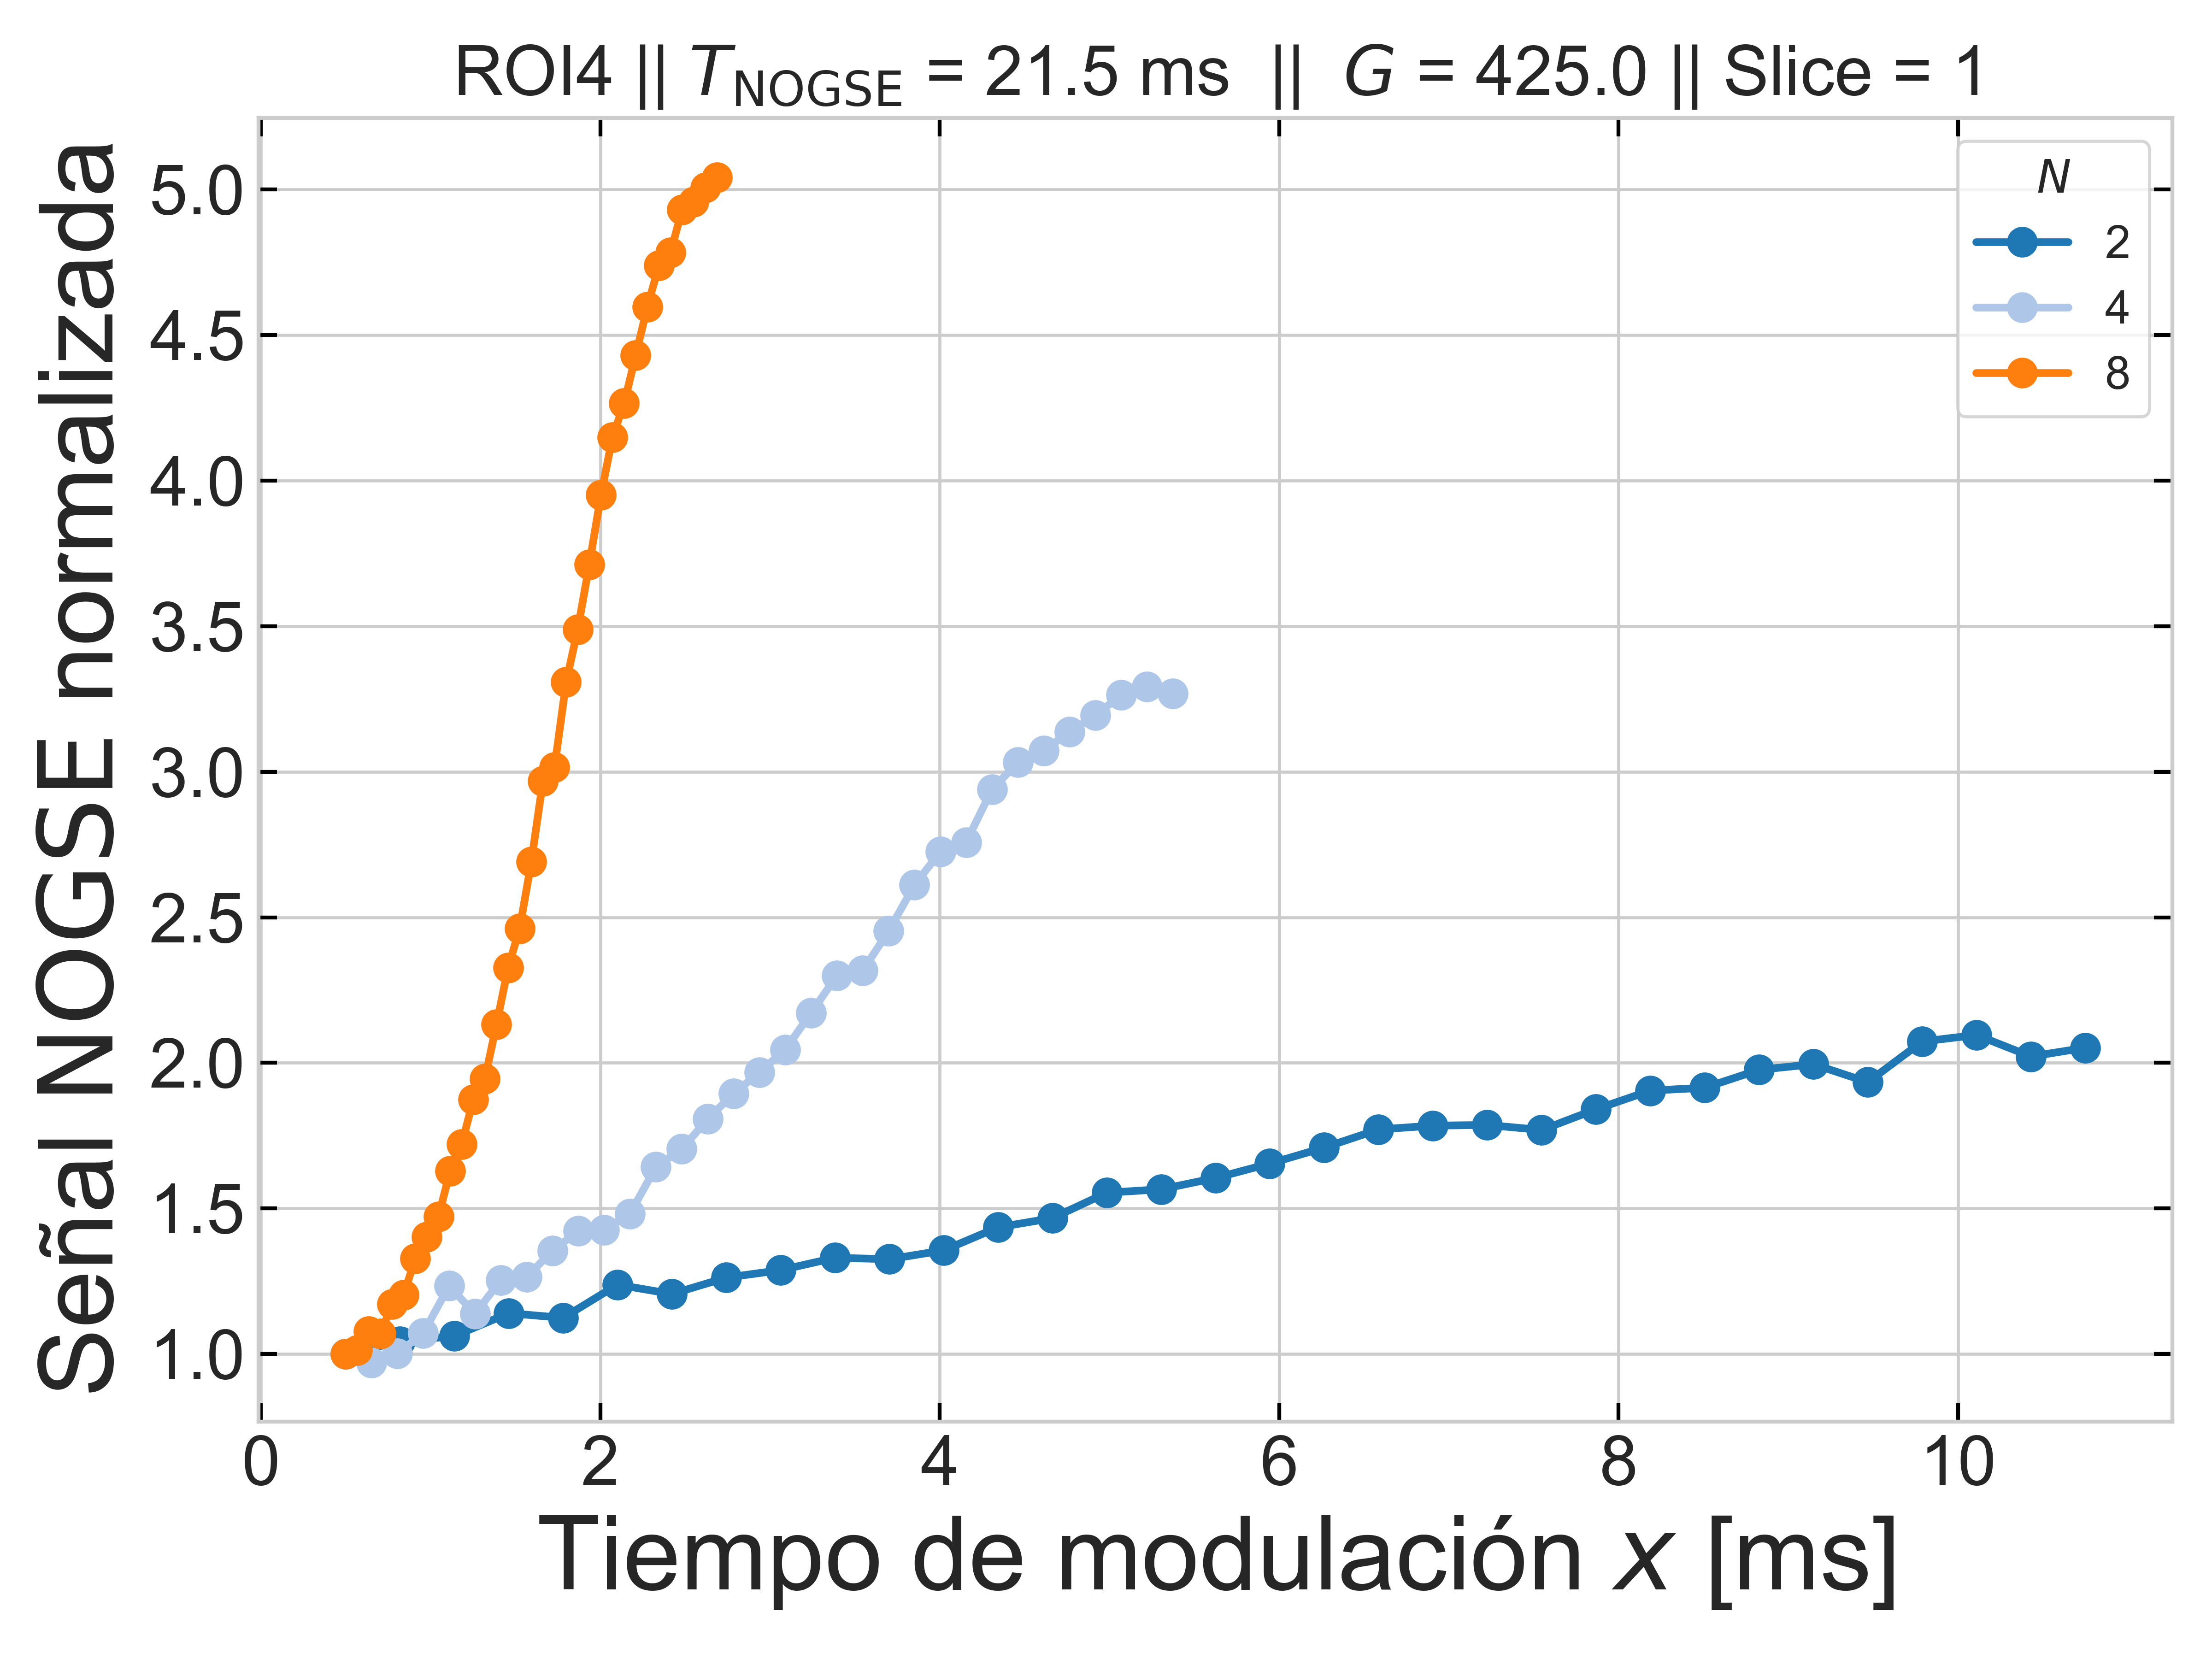 ROI4 || T_NOGSE = 21.5 ms || G = 425.0 || Slice = 1
Señal NOGSE normalizada
5.0
4.5
4.0
3.5
3.0
2.5
2.0
1.5
1.0
N
2
4
8
0 2 4 6 8 10
Tiempo de modulación x [ms]